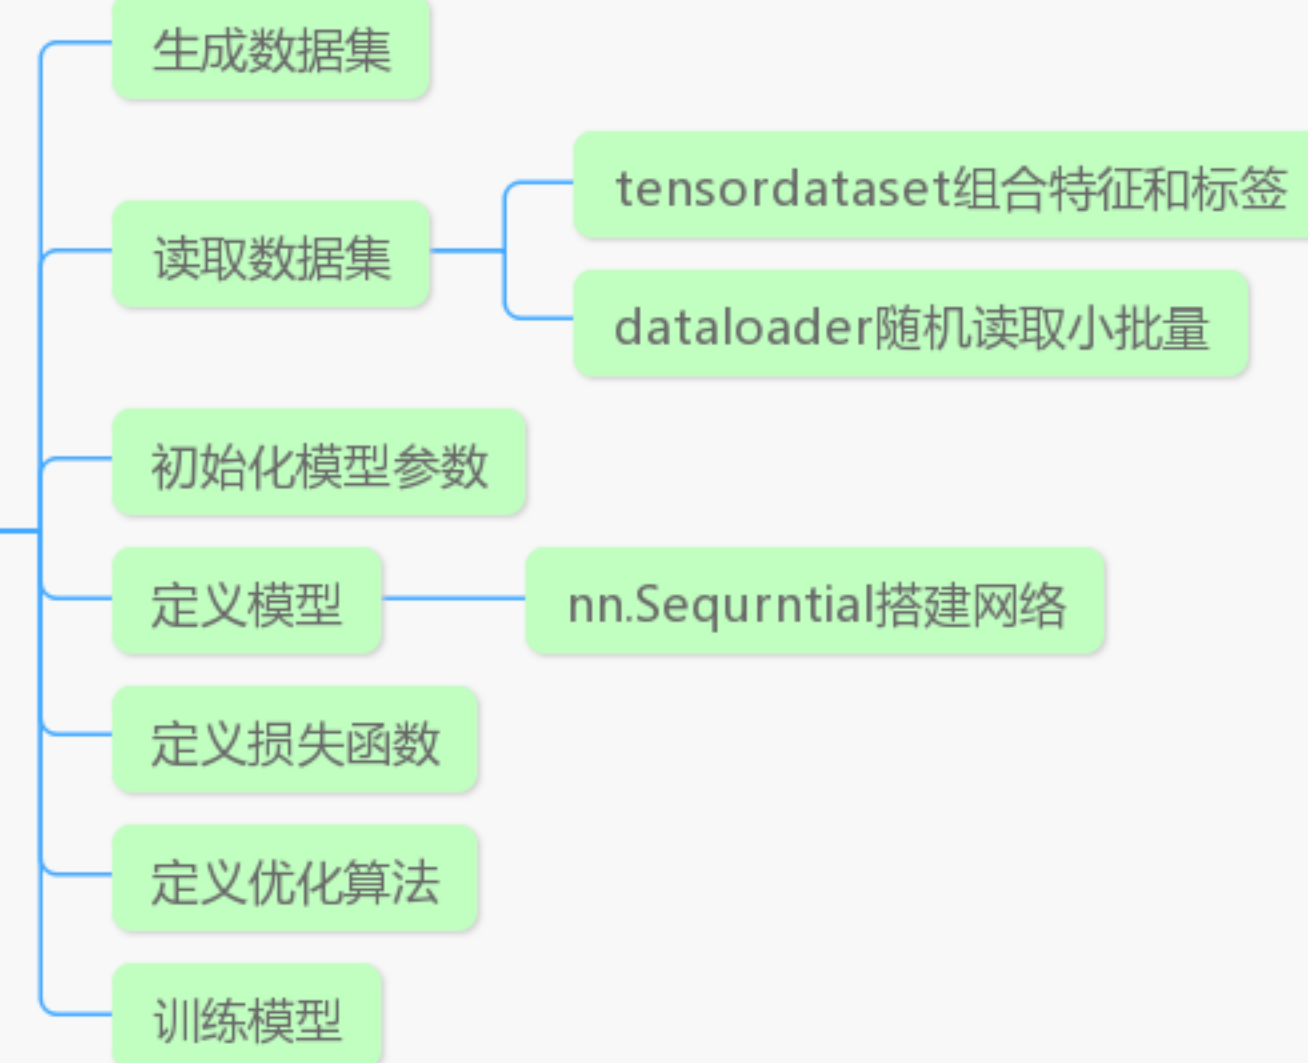 生成数据集
读取数据集
tensordataset组合特征和标签
dataloader随机读取小批量
初始化模型参数
定义模型
nn.Sequrntial搭建网络
定义损失函数
定义优化算法
训练模型